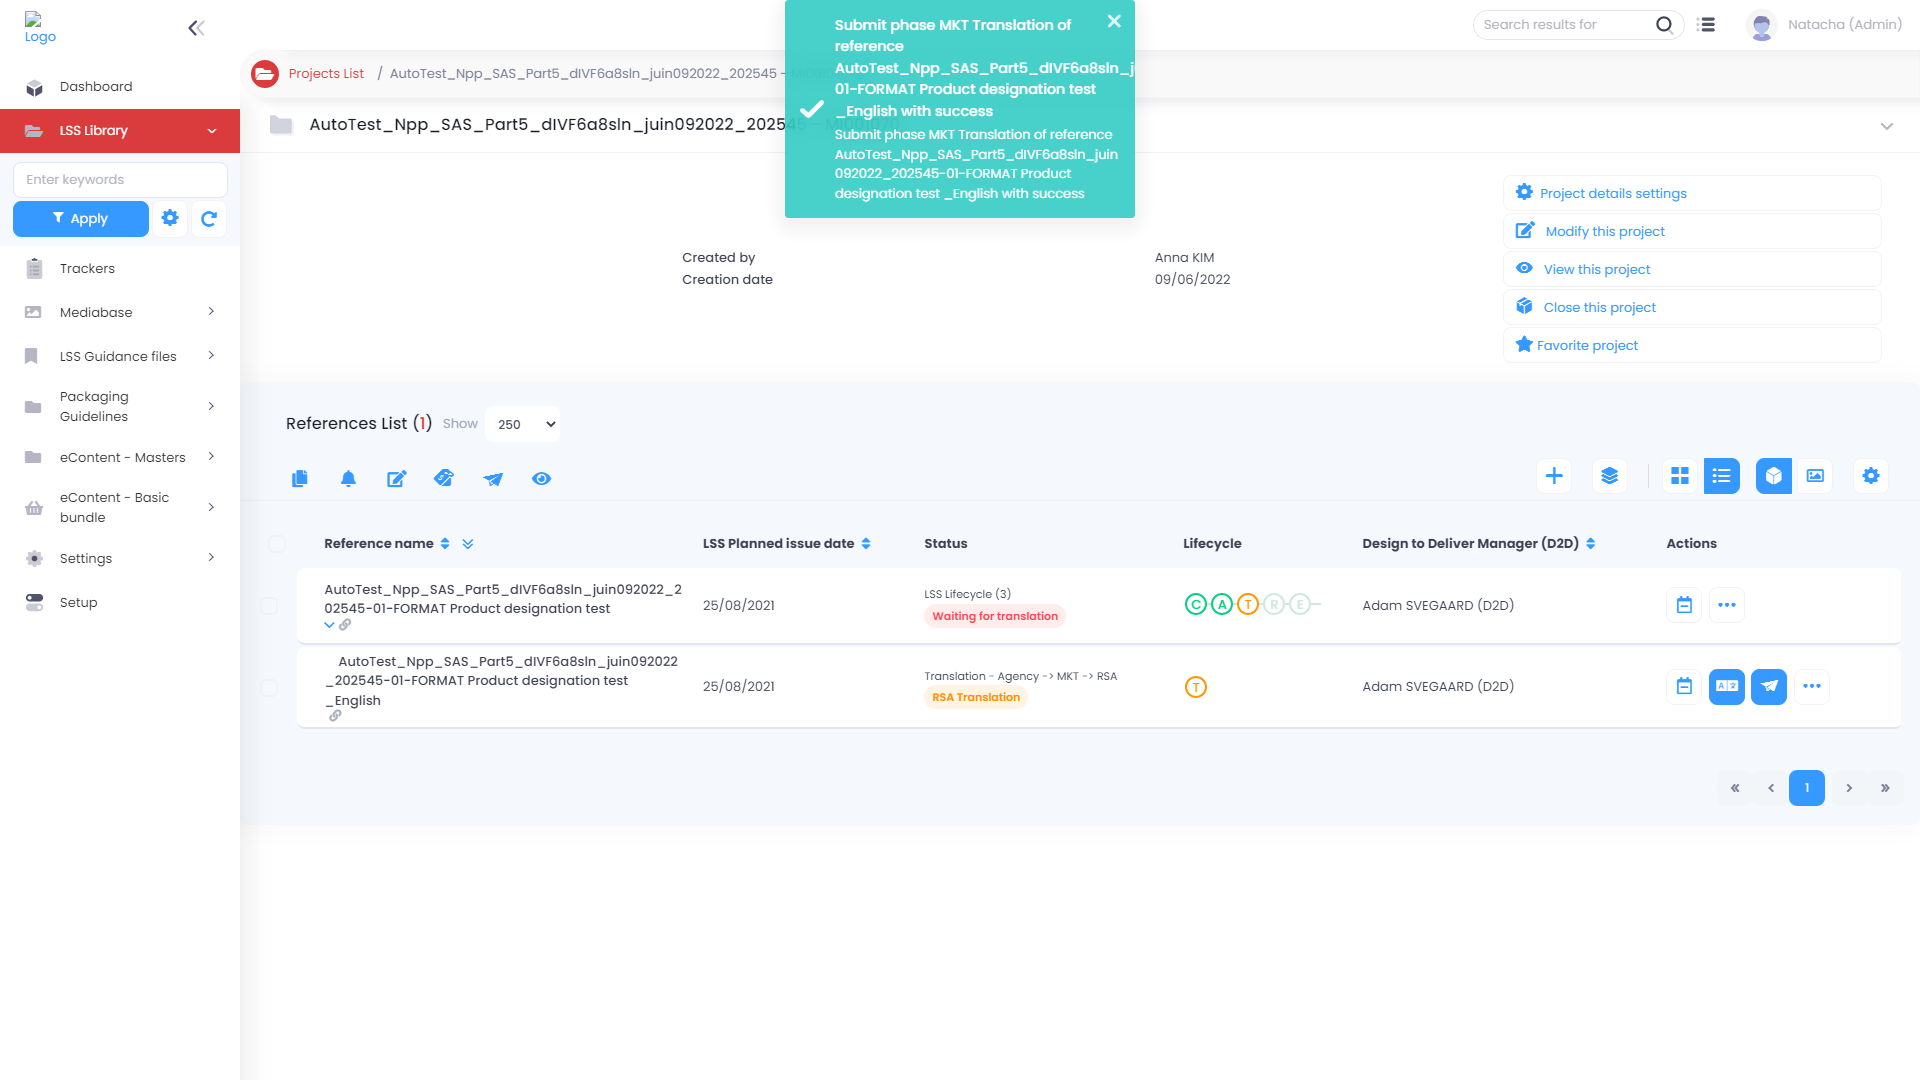 Logo
Dashboard
LSS Library
Enter keywords
Apply
Trackers
Mediabase
LSS Guidance files
Packaging
Guidelines
eContent - Masters
eContent - Basic
bundle
Settings
Setup
Search results for
Natacha (Admin)
Projects List / AutoTest_Npp_SAS_Part5_dIVF6a8sln_juin092022_202545 -
AutoTest_Npp_SAS_Part5_dIVF6a8sln_juin092022_202545 -
Submit phase MKT Translation of
reference
AutoTest_Npp_SAS_Part5_dIVF6a8sln_j
01-FORMAT Product designation test
_English with success
Submit phase MKT Translation of reference
AutoTest_Npp_SAS_Part5_dIVF6a8sln_juin
092022_202545-01-FORMAT Product
designation test _English with success
Created by Anna KIM
Creation date 09/06/2022
Project details settings
Modify this project
View this project
Close this project
Favorite project
References List (1) Show 250
Reference name LSS Planned issue date Status Lifecycle Design to Deliver Manager (D2D) Actions
AutoTest_Npp_SAS_Part5_dIVF6a8sln_juin092022_2
02545-01-FORMAT Product designation test
25/08/2021
LSS Lifecycle (3)
Waiting for translation
C A T R E
Adam SVEGAARD (D2D)
AutoTest_Npp_SAS_Part5_dIVF6a8sln_juin092022
_202545-01-FORMAT Product designation test
_English
25/08/2021
Translation - Agency -> MKT -> RSA
RSA Translation
T
Adam SVEGAARD (D2D)
« ‹ 1 › »